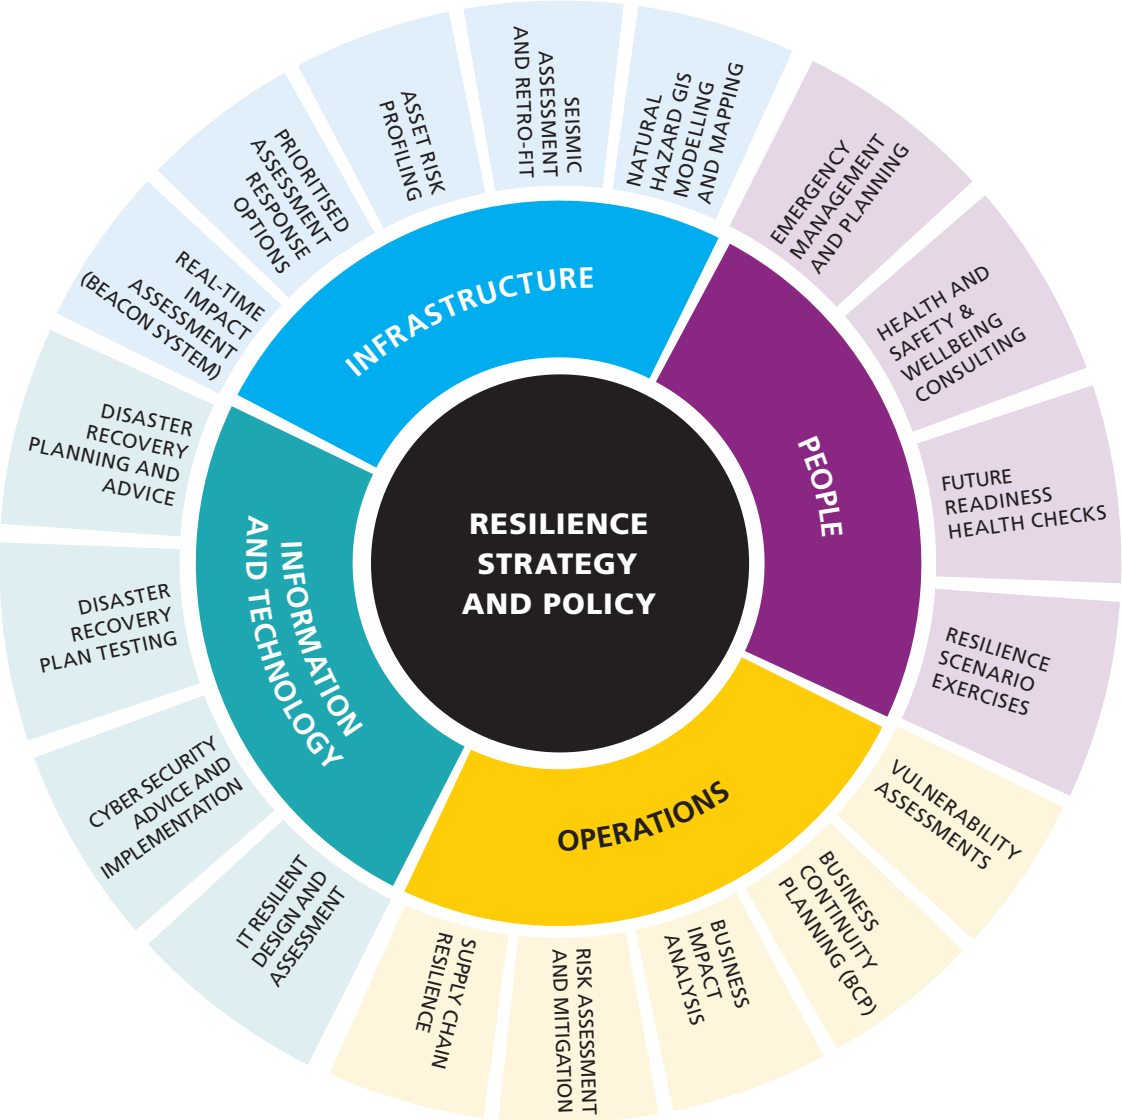 RESILIENCE
STRATEGY
AND POLICY
INFRASTRUCTURE
REAL-TIME
IMPACT
ASSESSMENT
(BEACON SYSTEM)
PRIORITISED
ASSESSMENT
RESPONSE
OPTIONS
ASSET RISK
PROFILING
SEISMIC
ASSESSMENT
AND RETRO-FIT
NATURAL
HAZARD GIS
MODELLING
AND MAPPING
PEOPLE
EMERGENCY
MANAGEMENT
AND PLANNING
HEALTH AND
SAFETY &
WELLBEING
CONSULTING
FUTURE
READINESS
HEALTH CHECKS
RESILIENCE
SCENARIO
EXERCISES
OPERATIONS
VULNERABILITY
ASSESSMENTS
BUSINESS
CONTINUITY
PLANNING (BCP)
BUSINESS
IMPACT
ANALYSIS
RISK ASSESSMENT
AND MITIGATION
SUPPLY CHAIN
RESILIENCE
INFORMATION
AND TECHNOLOGY
IT RESILIENT
DESIGN AND
ASSESSMENT
CYBER SECURITY
ADVICE AND
IMPLEMENTATION
DISASTER
RECOVERY
PLAN TESTING
DISASTER
RECOVERY
PLANNING AND
ADVICE